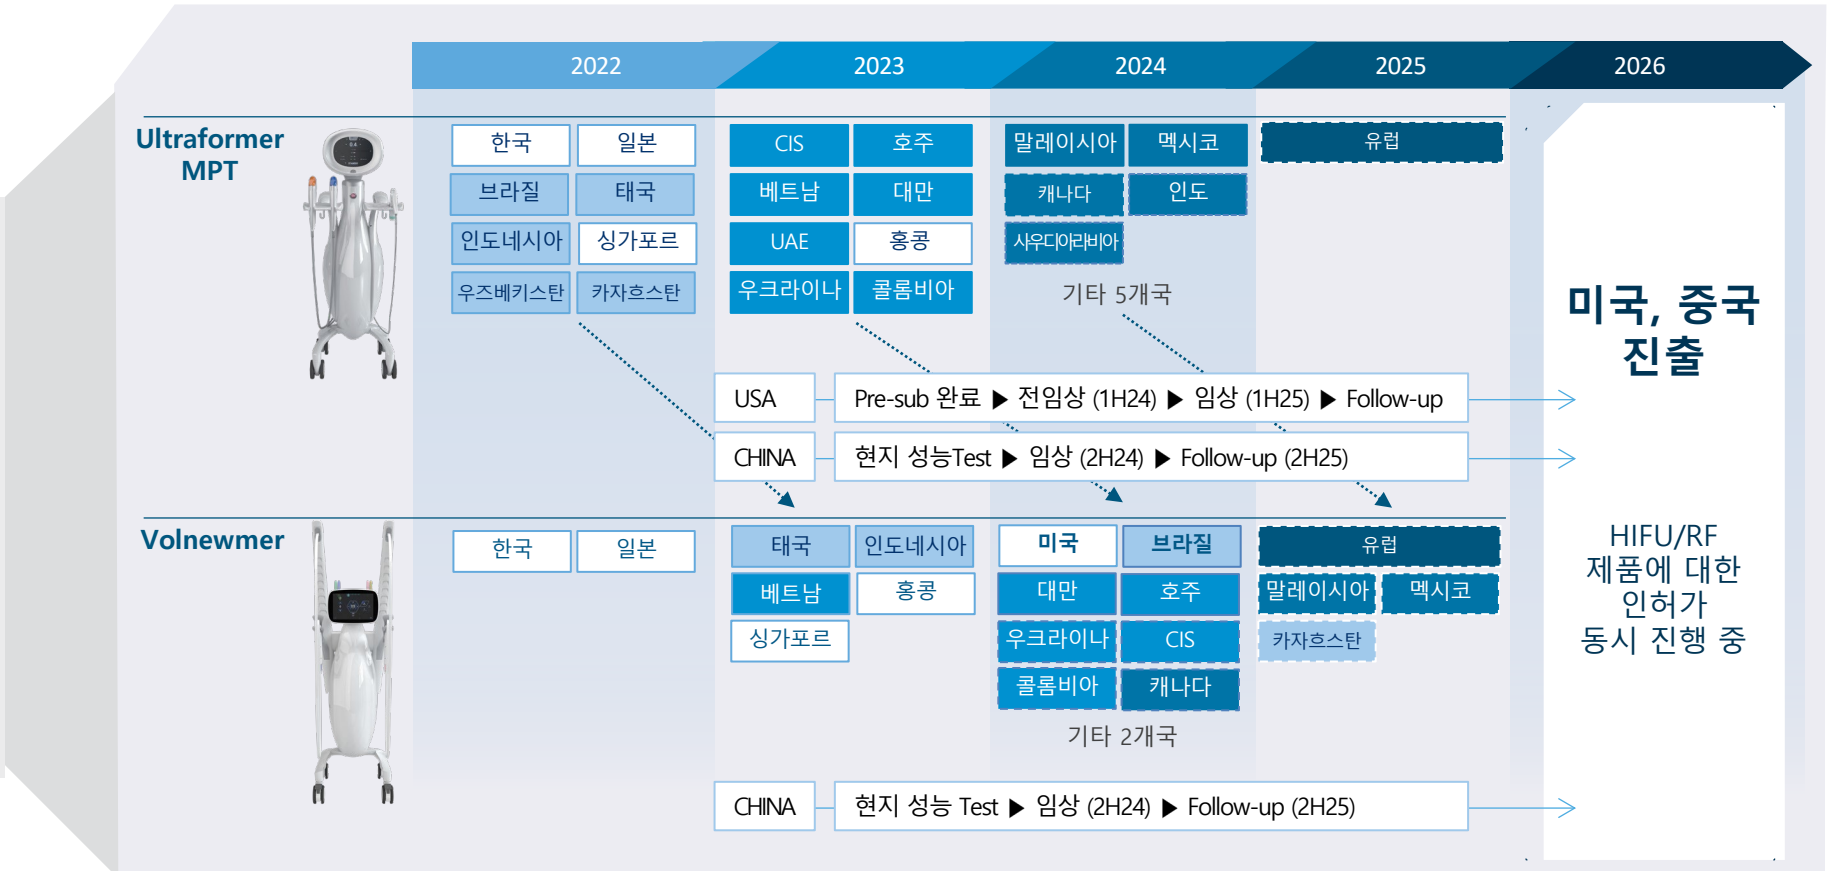 2022
2023
2024
2025
2026
Ultraformer
MPT
한국
일본
브라질
태국
인도네시아
싱가포르
우즈베키스탄
카자흐스탄
CIS
호주
베트남
대만
UAE
홍콩
우크라이나
콜롬비아
말레이시아
멕시코
캐나다
인도
사우디아라비아
기타 5개국
유럽
USA
Pre-sub 완료 ▶ 전임상 (1H24) ▶ 임상 (1H25) ▶ Follow-up
CHINA
현지 성능Test ▶ 임상 (2H24) ▶ Follow-up (2H25)
미국, 중국
진출
Volnewmer
한국
일본
태국
인도네시아
베트남
홍콩
싱가포르
미국
브라질
대만
호주
우크라이나
CIS
콜롬비아
캐나다
기타 2개국
유럽
말레이시아
멕시코
카자흐스탄
CHINA
현지 성능 Test ▶ 임상 (2H24) ▶ Follow-up (2H25)
HIFU/RF
제품에 대한
인허가
동시 진행 중